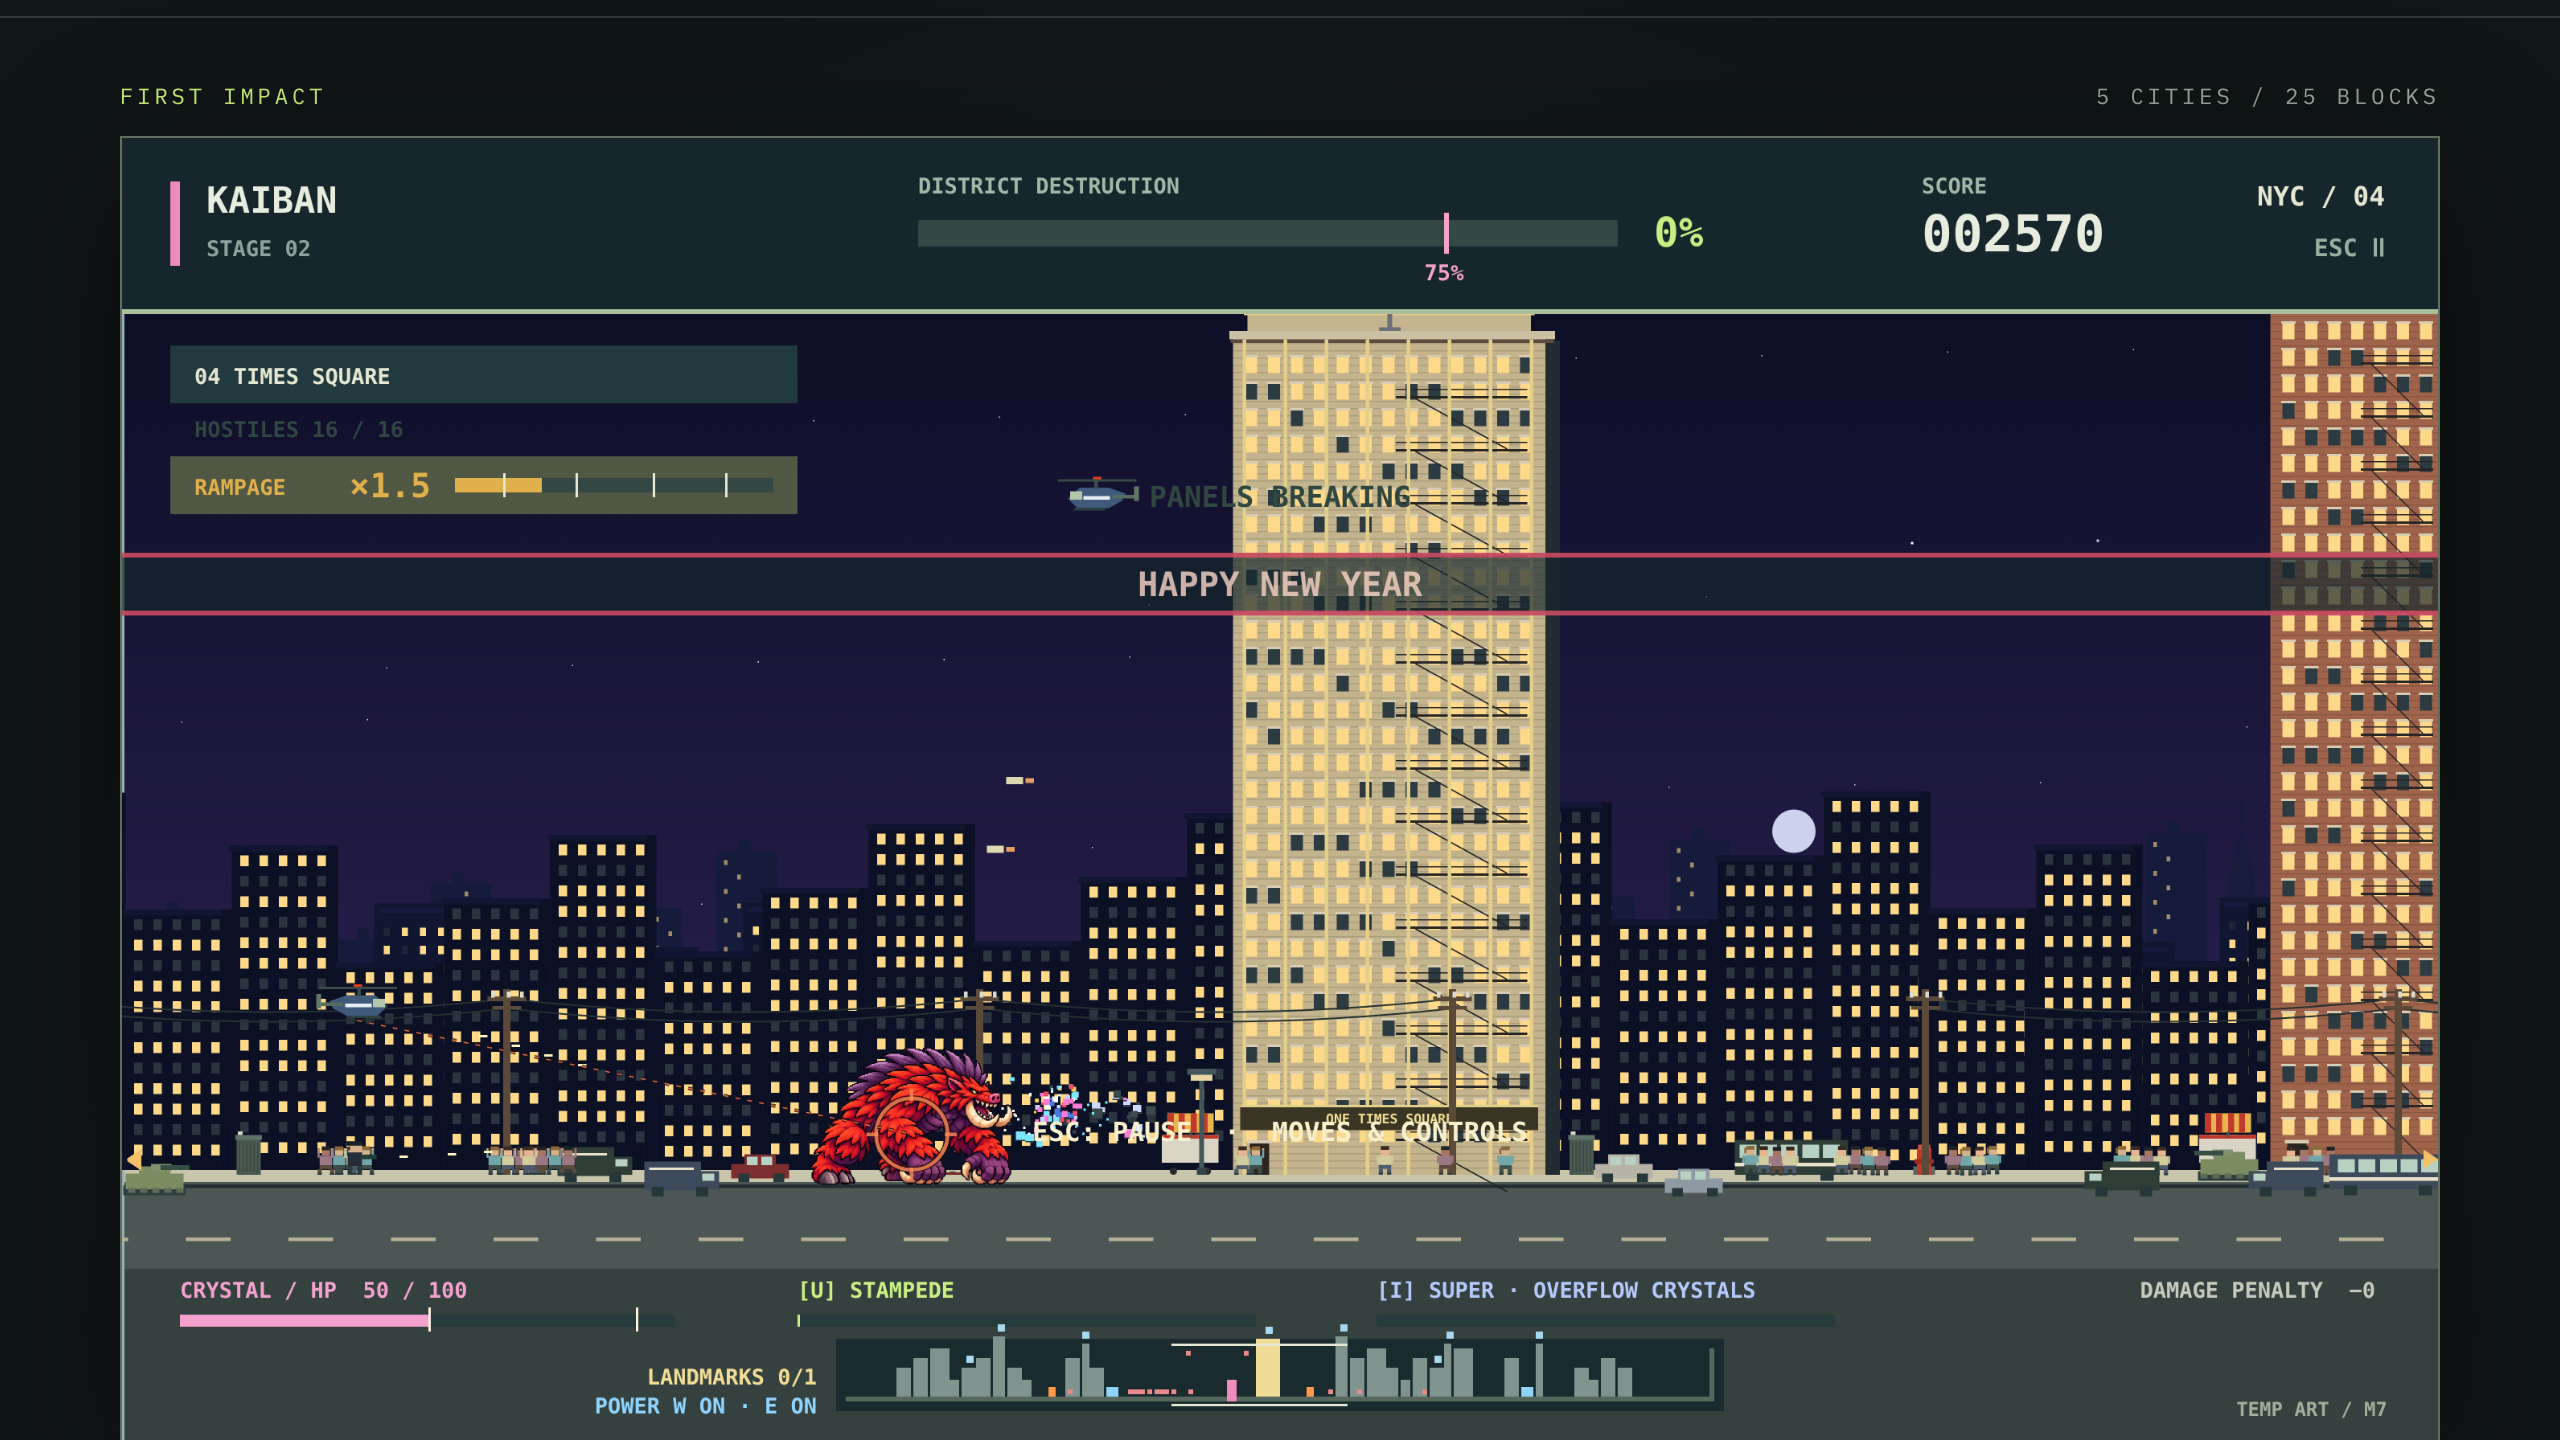 FIRST IMPACT
5 CITIES / 25 BLOCKS
KAIBAN
STAGE 02
DISTRICT DESTRUCTION
0%
75%
SCORE
002570
NYC / 04
ESC II
04 TIMES SQUARE
HOSTILES 16 / 16
RAMPAGE ×1.5
PANELS BREAKING
HAPPY NEW YEAR
ONE TIMES SQUARE
ESC: PAUSE · MOVES & CONTROLS
CRYSTAL / HP 50 / 100
[U] STAMPEDE
[I] SUPER · OVERFLOW CRYSTALS
DAMAGE PENALTY −0
LANDMARKS 0/1
POWER W ON · E ON
TEMP ART / M7